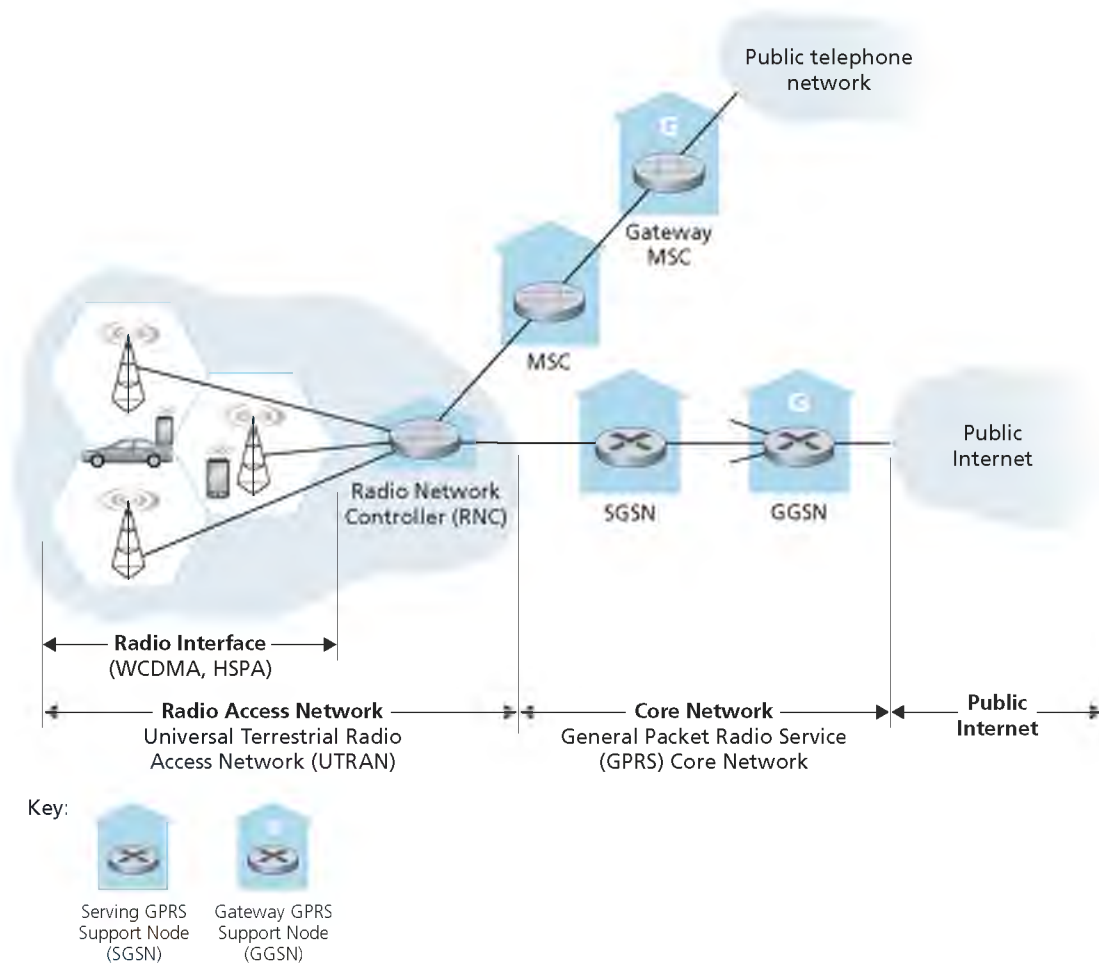 Public telephone
network
G
Gateway
MSC
MSC
G
Public
Internet
Radio Network
Controller (RNC)
SGSN
GGSN
Radio Interface
(WCDMA, HSPA)
Radio Access Network
Universal Terrestrial Radio
Access Network (UTRAN)
Core Network
General Packet Radio Service
(GPRS) Core Network
Public
Internet
Key:
Serving GPRS
Support Node
(SGSN)
Gateway GPRS
Support Node
(GGSN)